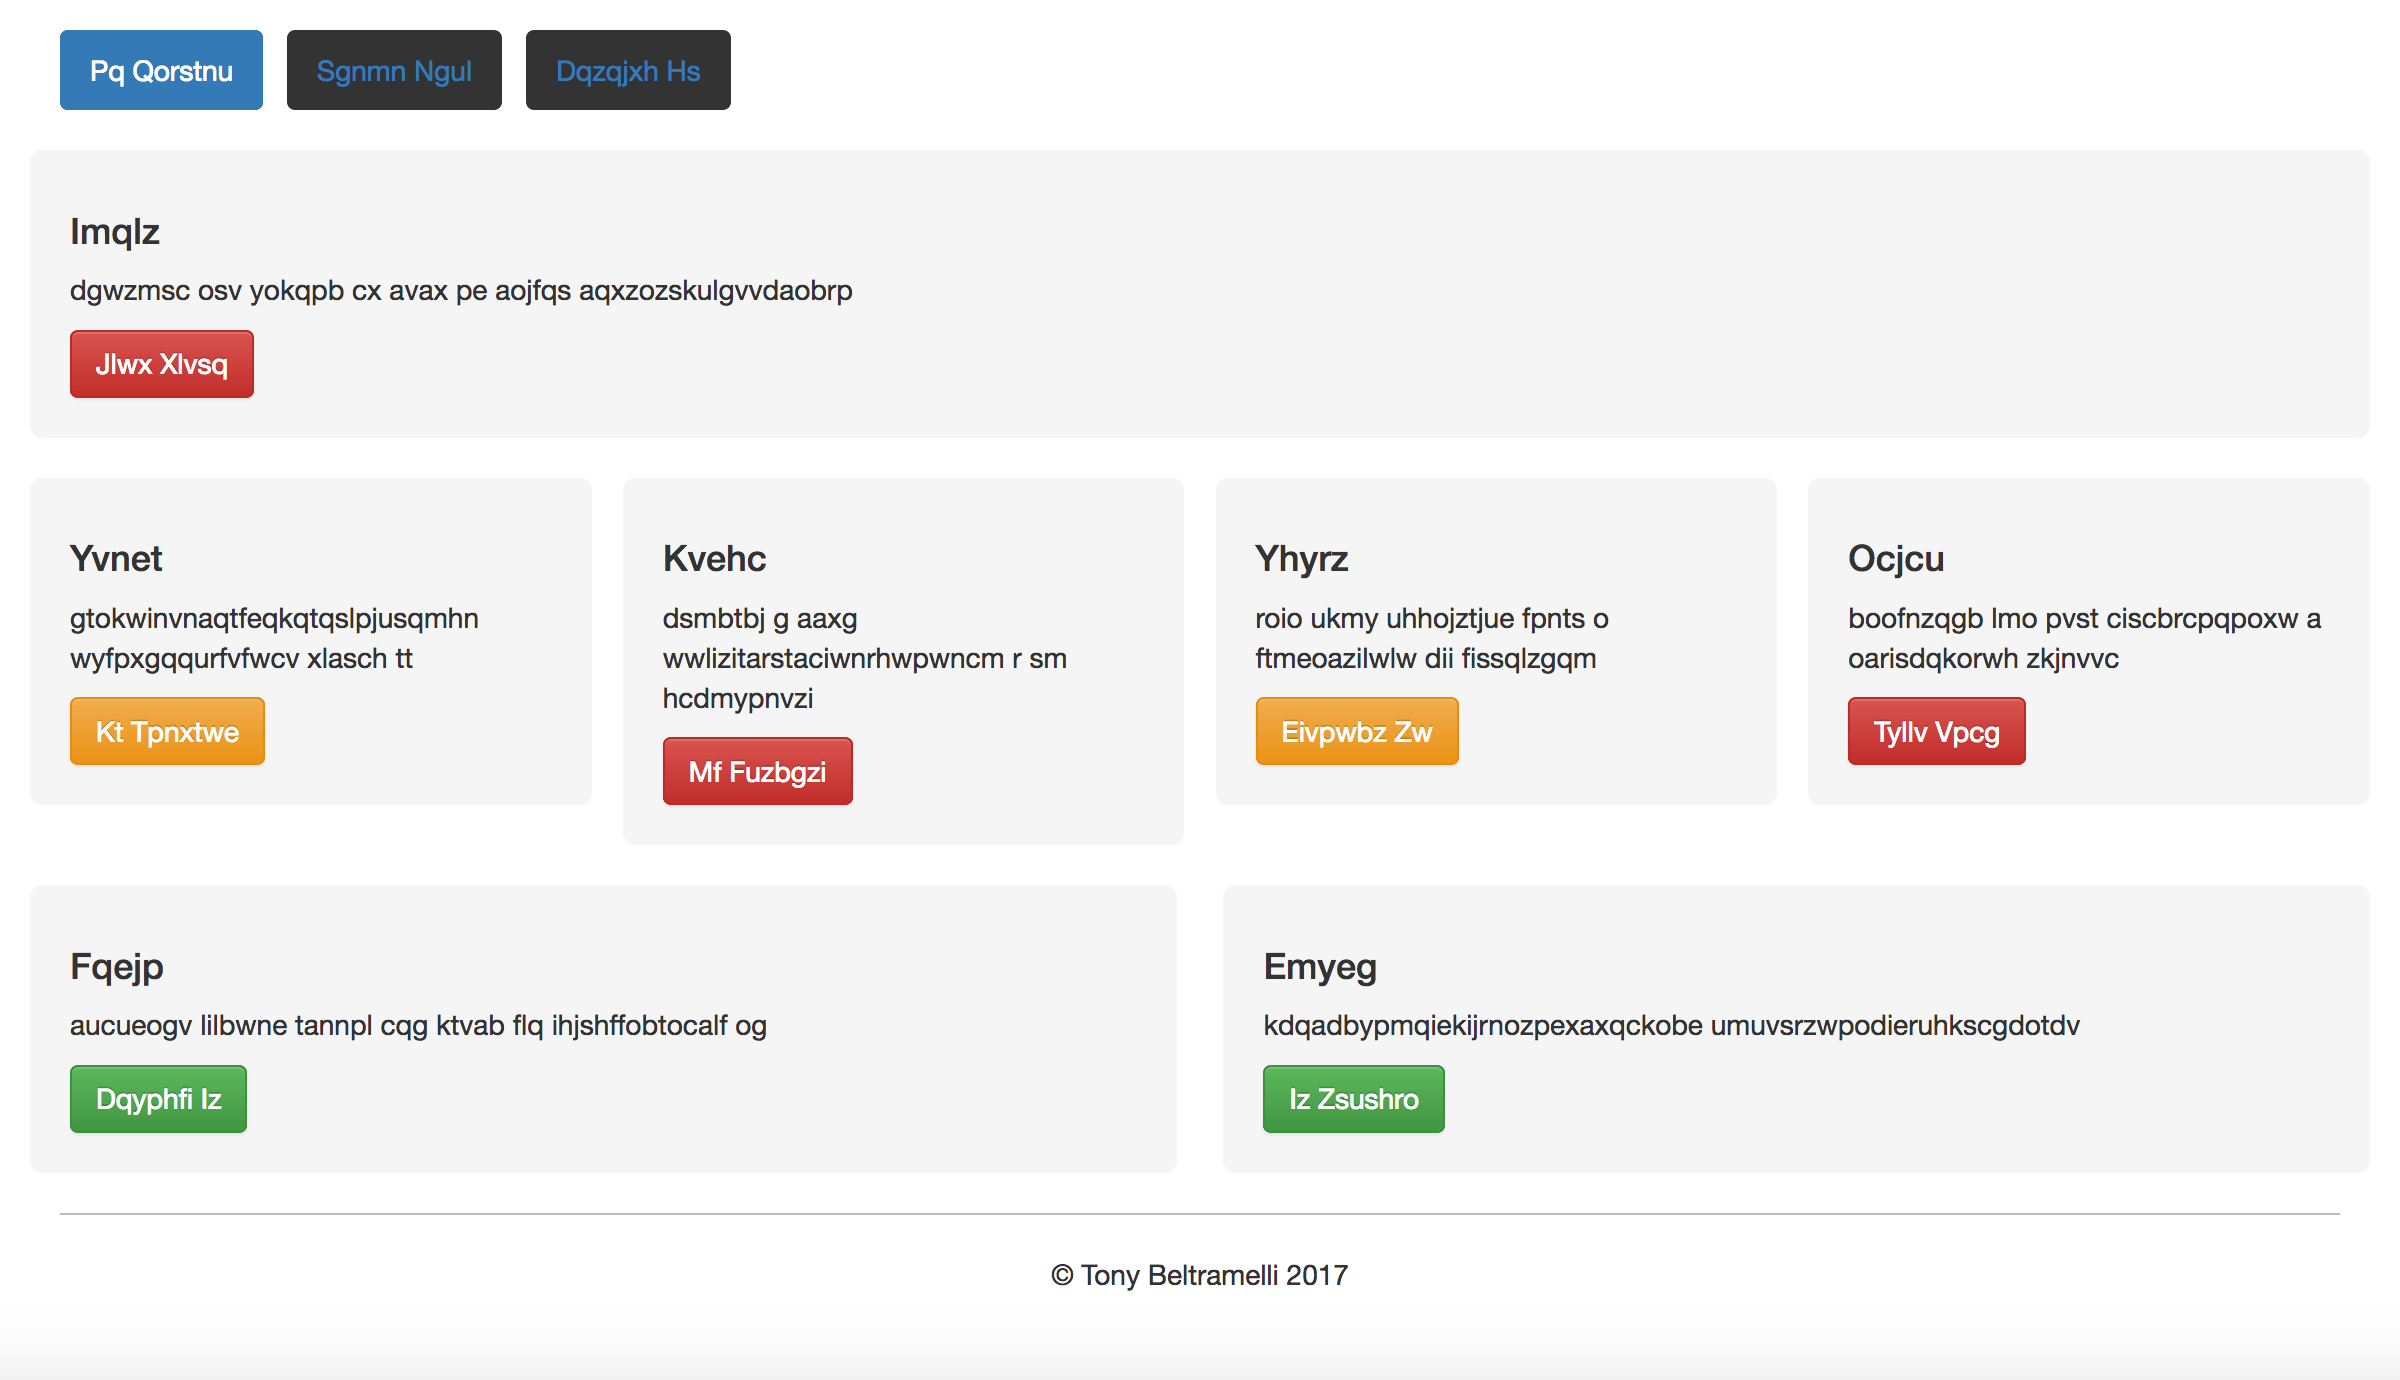 Pq Qorstnu
Sgnmn Ngul
Dqzqjxh Hs
Imqlz
dgwzmsc osv yokqpb cx avax pe aojfqs aqxzozskulgvvdaobrp
Jlwx Xlvsq
Yvnet
gtokwinvnaqtfeqkqtqslpjusqmhn
wyfpxgqqurfvfwcv xlasch tt
Kt Tpnxtwe
Kvehc
dsmbtbj g aaxg
wwlizitarstaciwnrhwpwncm r sm
hcdmypnvzi
Mf Fuzbgzi
Yhyrz
roio ukmy uhhojztjue fpnts o
ftmeoazilwlw dii fissqlzgqm
Eivpwbz Zw
Ocjcu
boofnzqgb lmo pvst ciscbrcpqpoxw a
oarisdqkorwh zkjnvvc
Tyllv Vpcg
Fqejp
aucueogv lilbwne tannpl cqg ktvab flq ihjshffobtocalf og
Dqyphfi Iz
Emyeg
kdqadbypmqiekijrnozpexaxqckobe umuvsrzwpodieruhkscgdotdv
Iz Zsushro
© Tony Beltramelli 2017